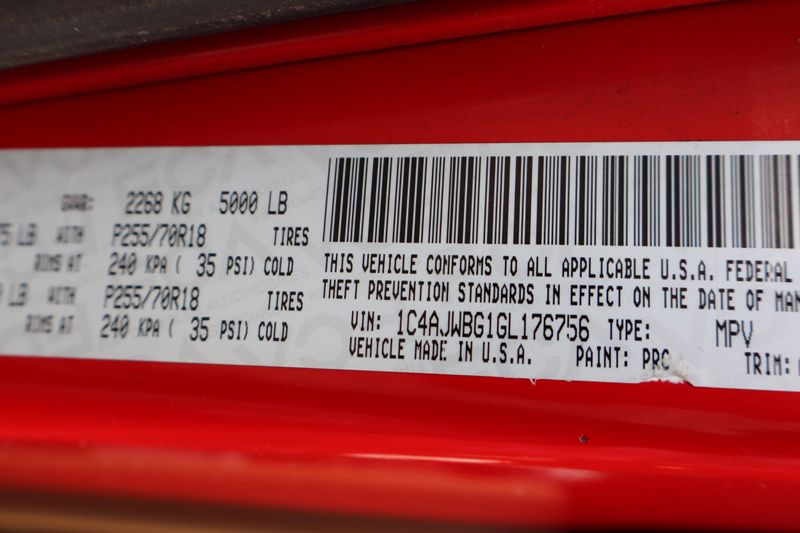 GVWR: 2268 KG 5000 LB
75 LB WITH P255/70R18 TIRES
RIMS AT 240 KPA ( 35 PSI) COLD
LB WITH P255/70R18 TIRES
RIMS AT 240 KPA ( 35 PSI) COLD
THIS VEHICLE CONFORMS TO ALL APPLICABLE U.S.A. FEDERAL
THEFT PREVENTION STANDARDS IN EFFECT ON THE DATE OF MAN
VIN: 1C4AJWBG1GL176756 TYPE: MPV
VEHICLE MADE IN U.S.A. PAINT: PRC TRIM: